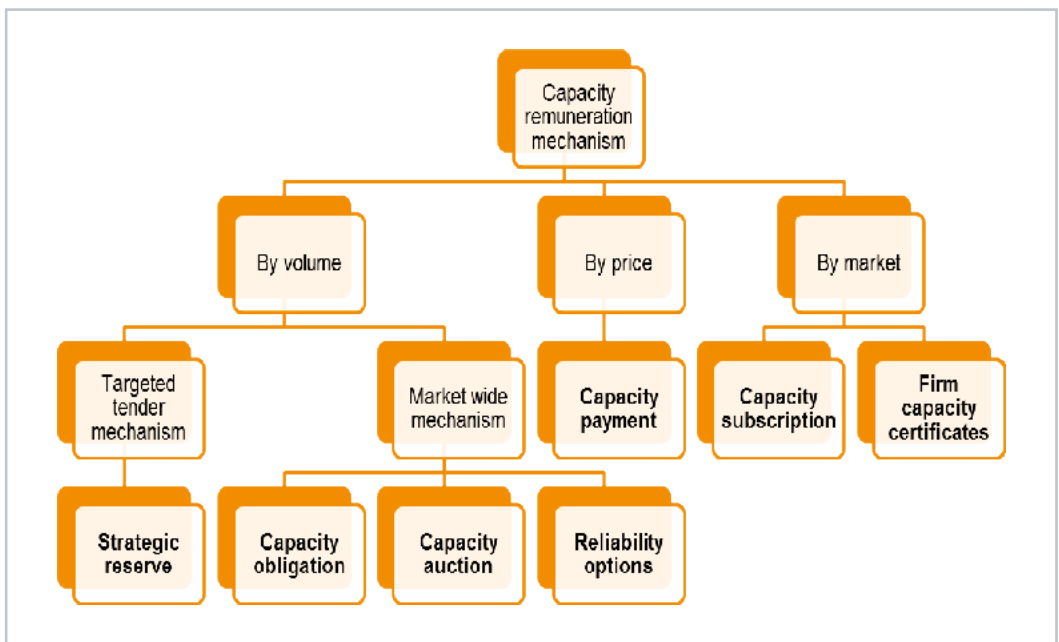 Capacity
remuneration
mechanism
By volume
By price
By market
Targeted
tender
mechanism
Market wide
mechanism
Capacity
payment
Capacity
subscription
Firm
capacity
certificates
Strategic
reserve
Capacity
obligation
Capacity
auction
Reliability
options